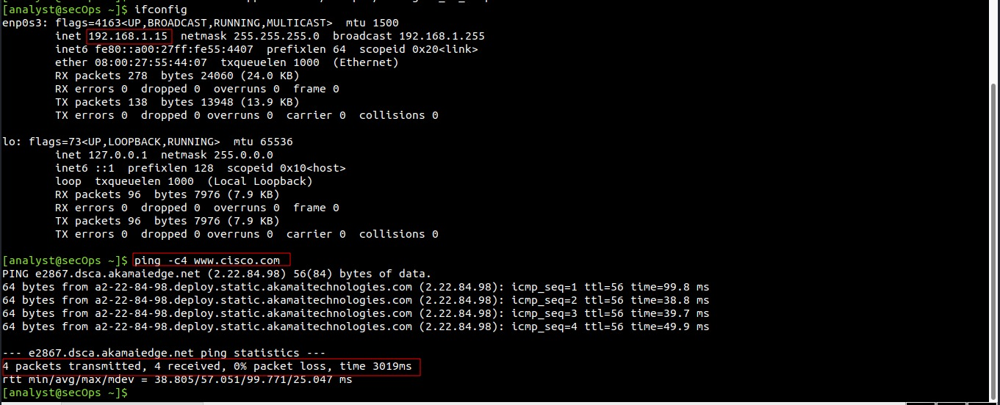 [analyst@secOps ~]$ ifconfig
enp0s3: flags=4163<UP,BROADCAST,RUNNING,MULTICAST>  mtu 1500
        inet 192.168.1.15  netmask 255.255.255.0  broadcast 192.168.1.255
        inet6 fe80::a00:27ff:fe55:4407  prefixlen 64  scopeid 0x20<link>
        ether 08:00:27:55:44:07  txqueuelen 1000  (Ethernet)
        RX packets 278  bytes 24060 (24.0 KB)
        RX errors 0  dropped 0  overruns 0  frame 0
        TX packets 138  bytes 13948 (13.9 KB)
        TX errors 0  dropped 0 overruns 0  carrier 0  collisions 0

lo: flags=73<UP,LOOPBACK,RUNNING>  mtu 65536
        inet 127.0.0.1  netmask 255.0.0.0
        inet6 ::1  prefixlen 128  scopeid 0x10<host>
        loop  txqueuelen 1000  (Local Loopback)
        RX packets 96  bytes 7976 (7.9 KB)
        RX errors 0  dropped 0  overruns 0  frame 0
        TX packets 96  bytes 7976 (7.9 KB)
        TX errors 0  dropped 0 overruns 0  carrier 0  collisions 0

[analyst@secOps ~]$ ping -c4 www.cisco.com
PING e2867.dsca.akamaiedge.net (2.22.84.98) 56(84) bytes of data.
64 bytes from a2-22-84-98.deploy.static.akamaitechnologies.com (2.22.84.98): icmp_seq=1 ttl=56 time=99.8 ms
64 bytes from a2-22-84-98.deploy.static.akamaitechnologies.com (2.22.84.98): icmp_seq=2 ttl=56 time=38.8 ms
64 bytes from a2-22-84-98.deploy.static.akamaitechnologies.com (2.22.84.98): icmp_seq=3 ttl=56 time=39.7 ms
64 bytes from a2-22-84-98.deploy.static.akamaitechnologies.com (2.22.84.98): icmp_seq=4 ttl=56 time=49.9 ms

--- e2867.dsca.akamaiedge.net ping statistics ---
4 packets transmitted, 4 received, 0% packet loss, time 3019ms
rtt min/avg/max/mdev = 38.805/57.051/99.771/25.047 ms
[analyst@secOps ~]$